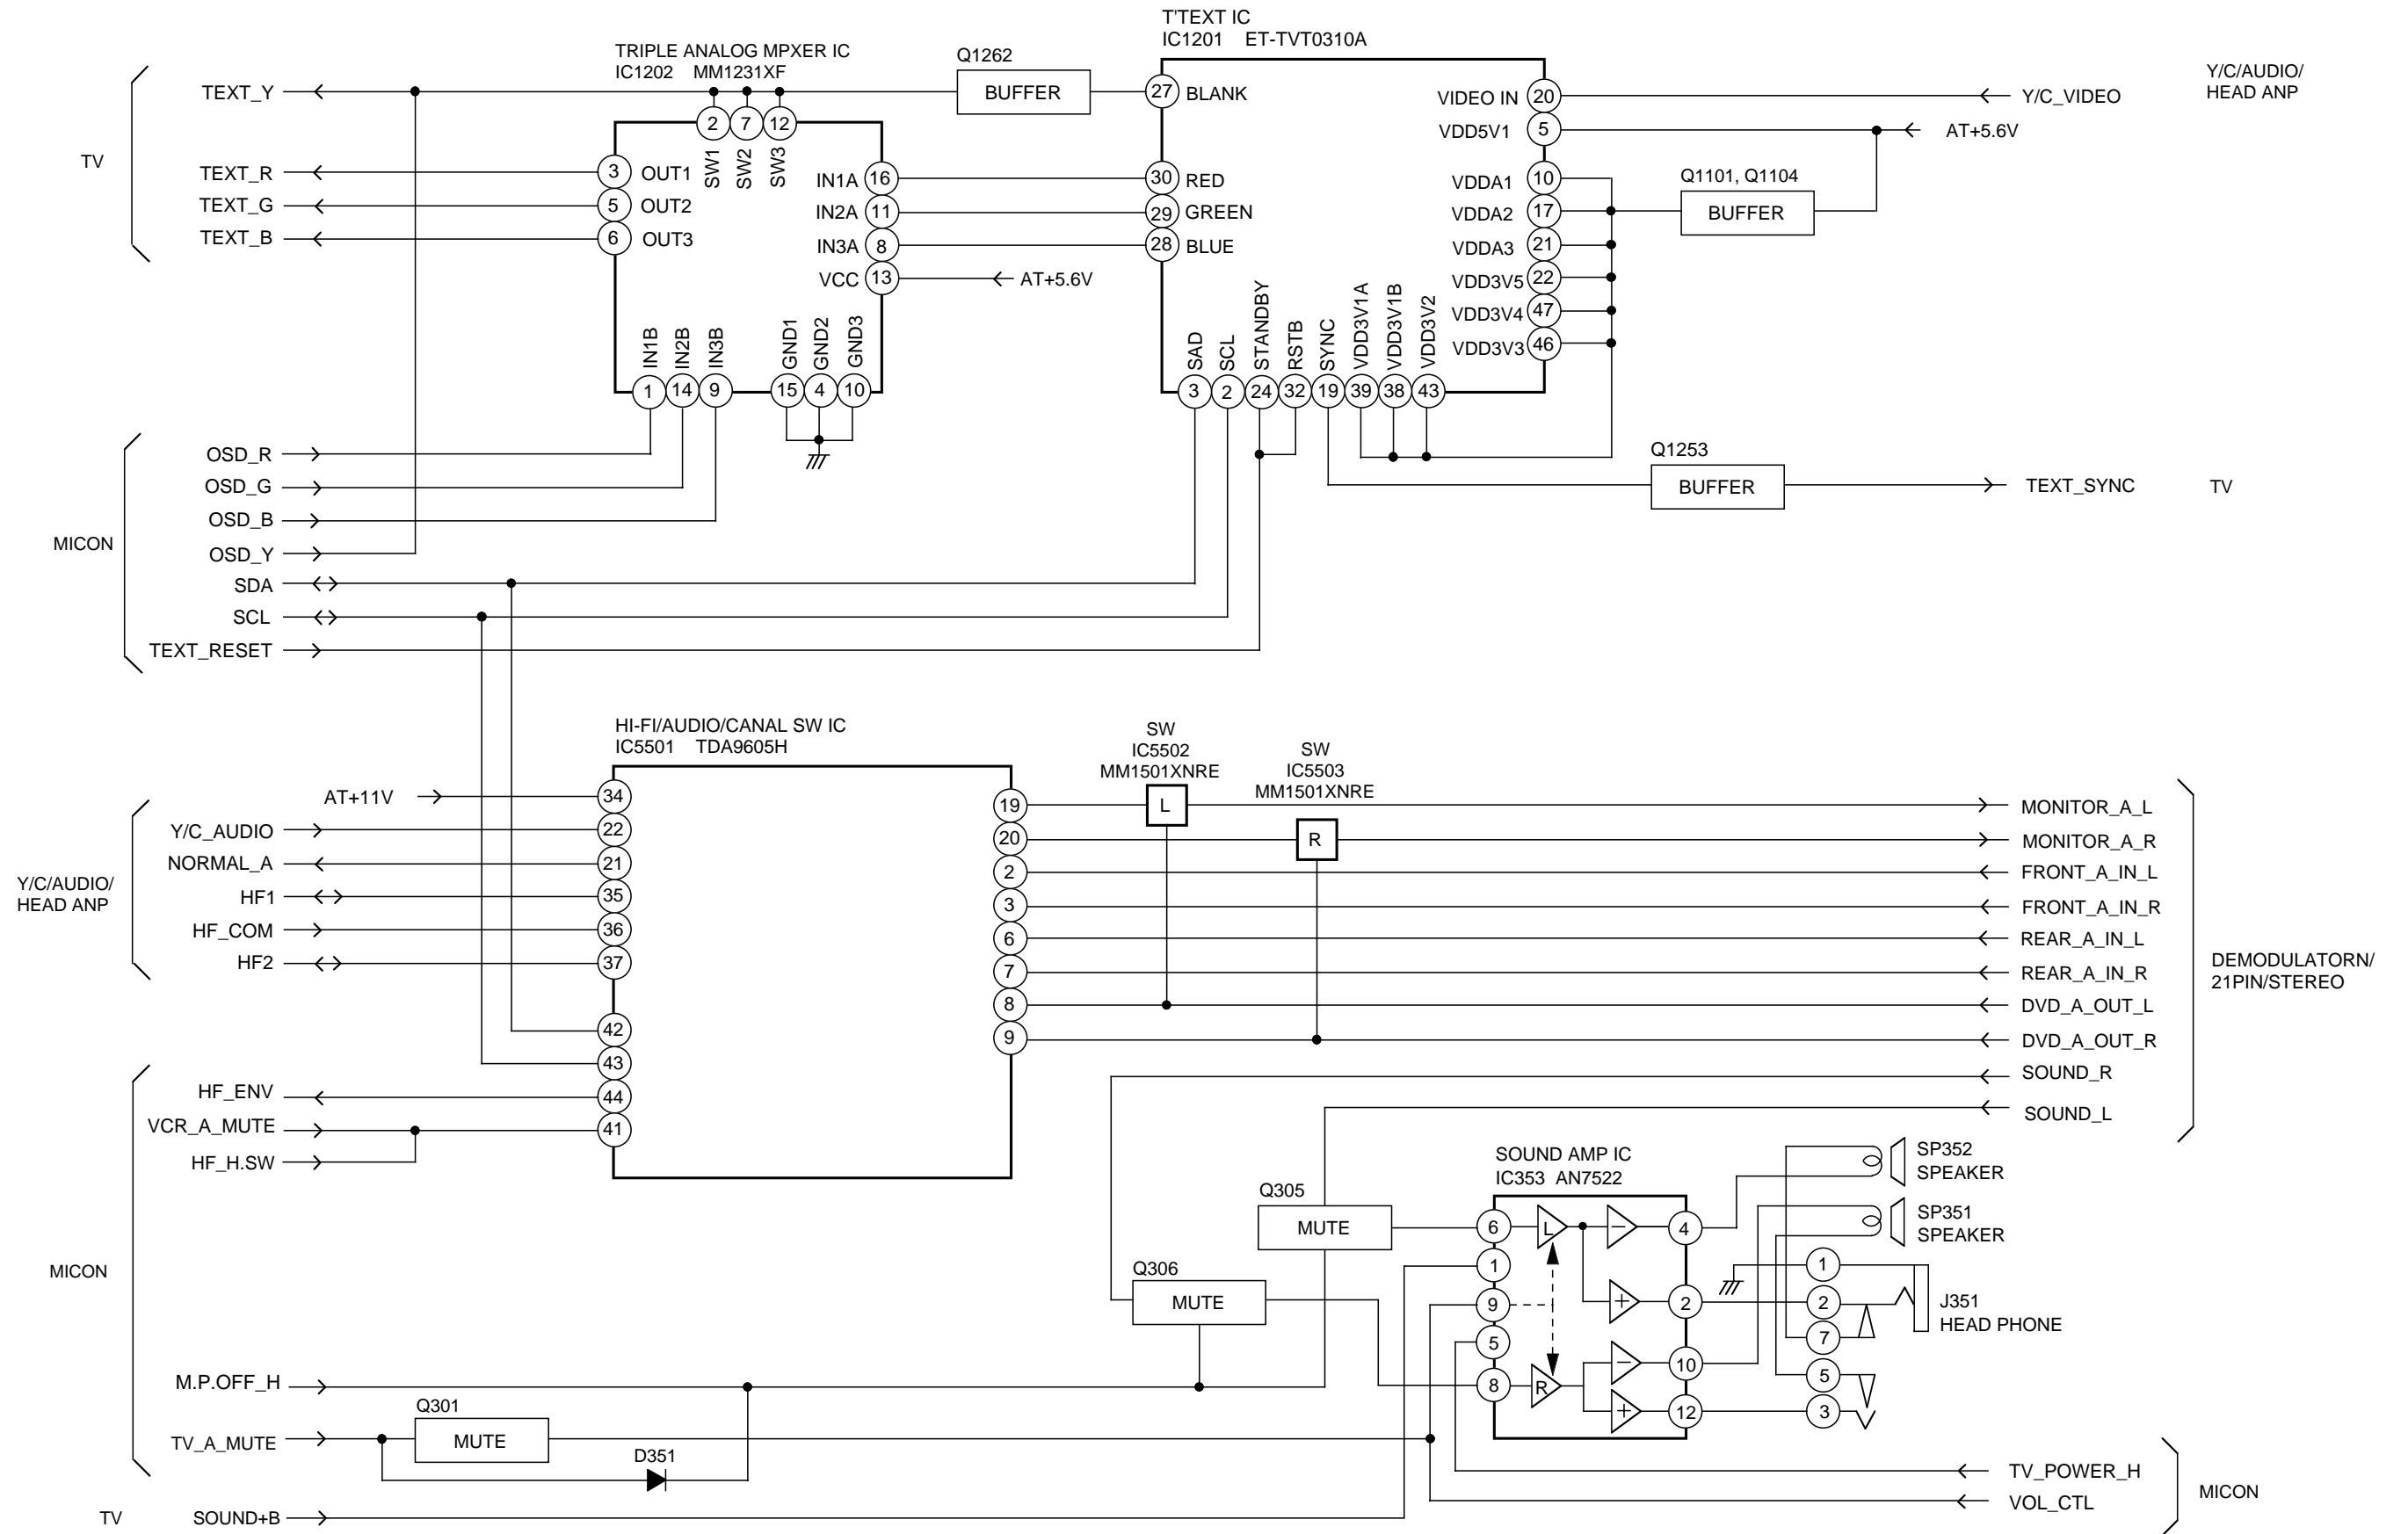 T'TEXT IC
IC1201 ET-TVT0310A
TRIPLE ANALOG MPXER IC
IC1202 MM1231XF
Q1262
BUFFER
Y/C/AUDIO/
HEAD ANP
TV
TEXT_Y
TEXT_R
TEXT_G
TEXT_B
2
7
12
SW1
SW2
SW3
3 OUT1
5 OUT2
6 OUT3
IN1A 16
IN2A 11
IN3A 8
VCC 13
AT+5.6V
IN1B
IN2B
IN3B
GND1
GND2
GND3
1
14
9
15
4
10
27 BLANK
30 RED
29 GREEN
28 BLUE
VIDEO IN 20
VDD5V1 5
VDDA1 10
VDDA2 17
VDDA3 21
VDD3V5 22
VDD3V4 47
VDD3V3 46
Y/C_VIDEO
AT+5.6V
Q1101, Q1104
BUFFER
SAD
SCL
STANDBY
RSTB
SYNC
VDD3V1A
VDD3V1B
VDD3V2
3
2
24
32
19
39
38
43
Q1253
BUFFER
TEXT_SYNC
TV
MICON
OSD_R
OSD_G
OSD_B
OSD_Y
SDA
SCL
TEXT_RESET
HI-FI/AUDIO/CANAL SW IC
IC5501 TDA9605H
SW
IC5502
MM1501XNRE
L
SW
IC5503
MM1501XNRE
R
Y/C/AUDIO/
HEAD ANP
AT+11V
34
Y/C_AUDIO
22
NORMAL_A
21
HF1
35
HF_COM
36
HF2
37
42
43
44
41
19
20
2
3
6
7
8
9
MONITOR_A_L
MONITOR_A_R
FRONT_A_IN_L
FRONT_A_IN_R
REAR_A_IN_L
REAR_A_IN_R
DVD_A_OUT_L
DVD_A_OUT_R
SOUND_R
SOUND_L
DEMODULATORN/
21PIN/STEREO
MICON
HF_ENV
VCR_A_MUTE
HF_H.SW
M.P.OFF_H
TV_A_MUTE
Q301
MUTE
D351
TV
SOUND+B
Q305
MUTE
Q306
MUTE
SOUND AMP IC
IC353 AN7522
6
1
9
5
8
L
R
−
+
−
+
4
2
10
12
SP352
SPEAKER
SP351
SPEAKER
1
2
7
5
3
J351
HEAD PHONE
TV_POWER_H
VOL_CTL
MICON